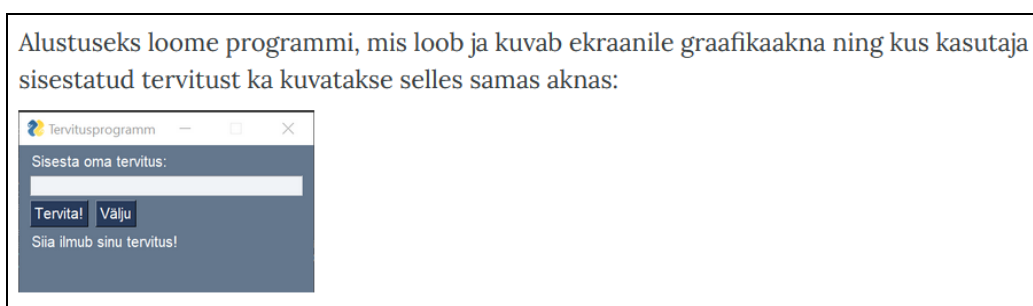 Alustuseks loome programmi, mis loob ja kuvab ekraanile graafikaakna ning kus kasutaja
sisestatud tervitust ka kuvatakse selles samas aknas:
Tervitusprogramm
Sisesta oma tervitus:
Tervita! Välju
Siia ilmub sinu tervitus!